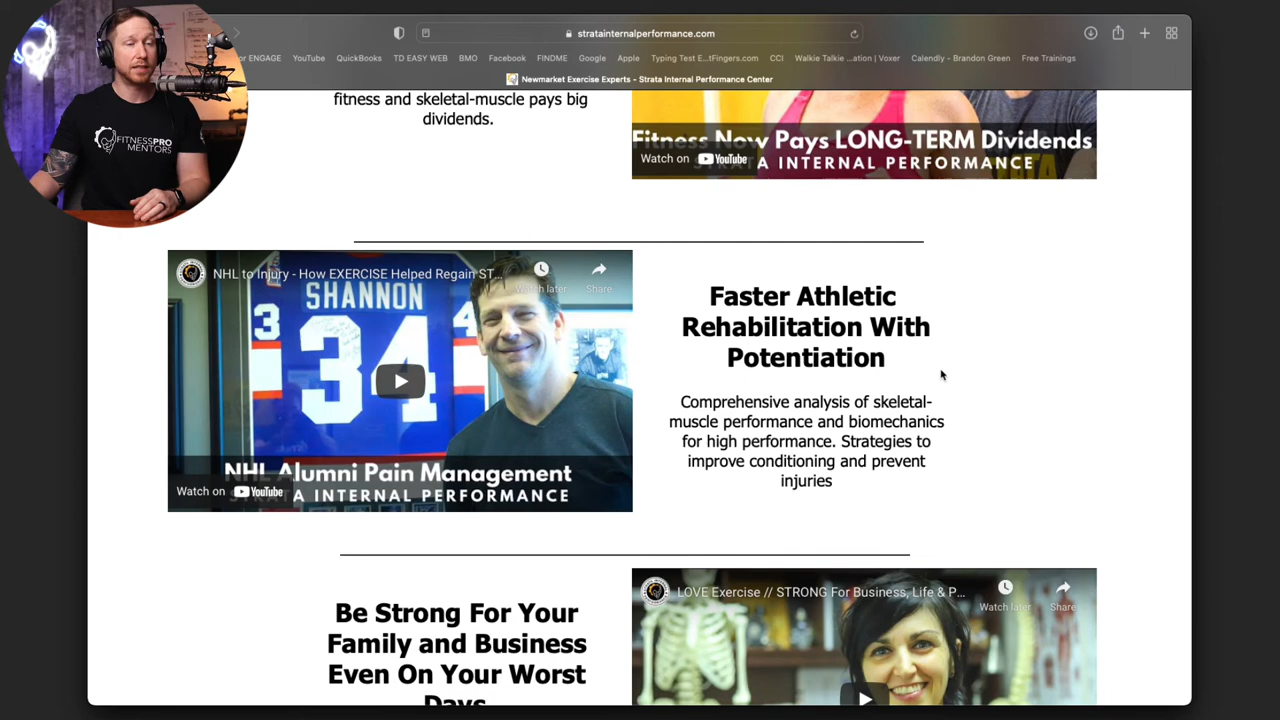 stratainternalperformance.com
or ENGAGE YouTube QuickBooks TD EASY WEB BMO Facebook FINDME Google Apple Typing Test E...tFingers.com CCI Walkie Talkie ...ation | Voxer Calendly - Brandon Green Free Trainings
Newmarket Exercise Experts - Strata Internal Performance Center
FITNESSPRO
MENTORS
fitness and skeletal-muscle pays big
dividends.
Fitness Now Pays LONG-TERM Dividends
Watch on YouTube
A INTERNAL PERFORMANCE
NHL to Injury - How EXERCISE Helped Regain ST...
Watch later
Share
SHANNON
34
3
4
NHL Alumni Pain Management
Watch on YouTube
A INTERNAL PERFORMANCE
Faster Athletic
Rehabilitation With
Potentiation
Comprehensive analysis of skeletal-
muscle performance and biomechanics
for high performance. Strategies to
improve conditioning and prevent
injuries
Be Strong For Your
Family and Business
Even On Your Worst
Days
LOVE Exercise // STRONG For Business, Life & P...
Watch later
Share